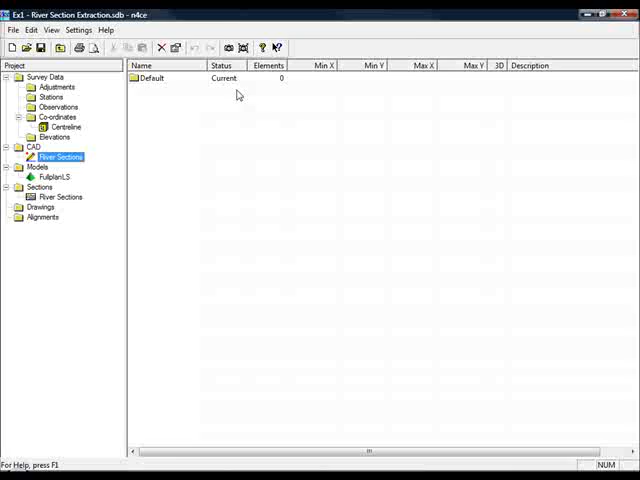 Ex1 - River Section Extraction.sdb - n4ce
File Edit View Settings Help
Project
Name Status Elements Min X Min Y Max X Max Y 3D Description
Default Current 0
Survey Data
Adjustments
Stations
Observations
Co-ordinates
Centreline
Elevations
CAD
River Sections
Models
FullplanLS
Sections
River Sections
Drawings
Alignments
For Help, press F1
NUM